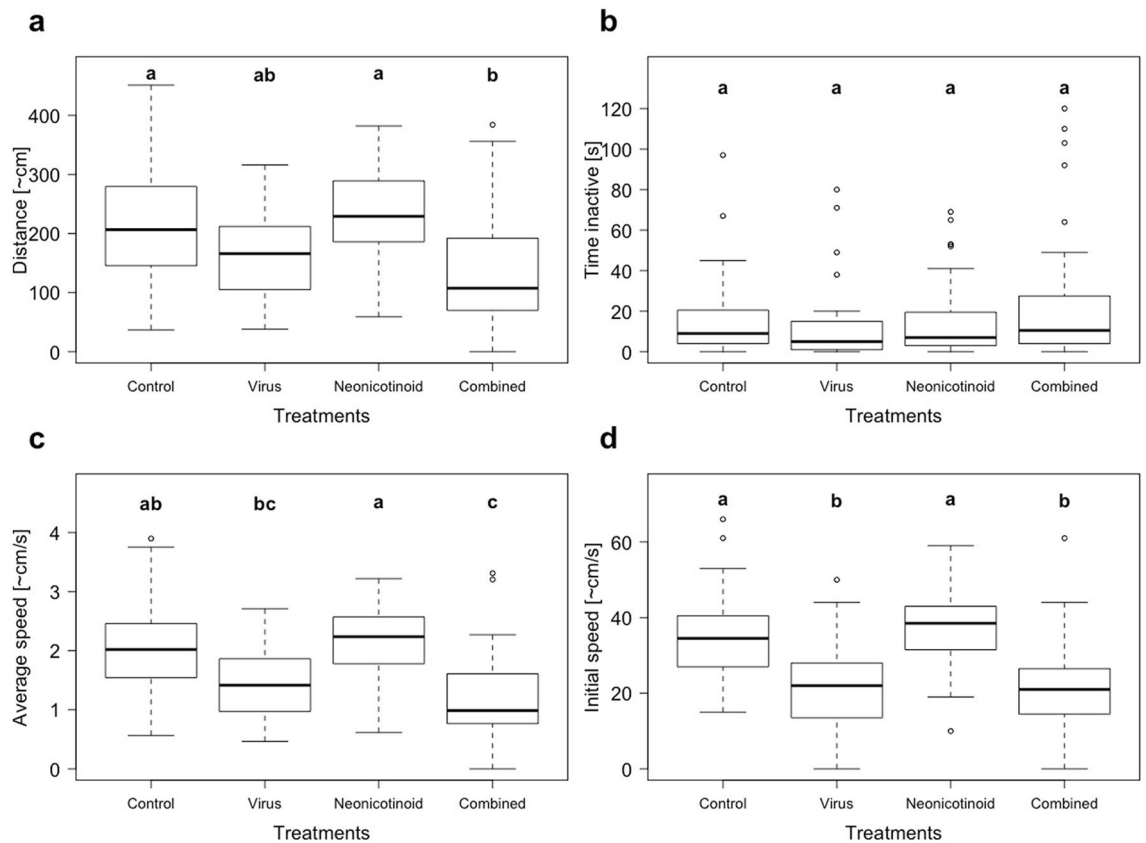 a
a ab a b
Distance [~cm]
400
300
200
100
0
Control Virus Neonicotinoid Combined
Treatments
b
a a a a
Time inactive [s]
120
100
80
60
40
20
0
Control Virus Neonicotinoid Combined
Treatments
c
ab bc a c
Average speed [~cm/s]
4
3
2
1
0
Control Virus Neonicotinoid Combined
Treatments
d
a b a b
Initial speed [~cm/s]
60
40
20
0
Control Virus Neonicotinoid Combined
Treatments